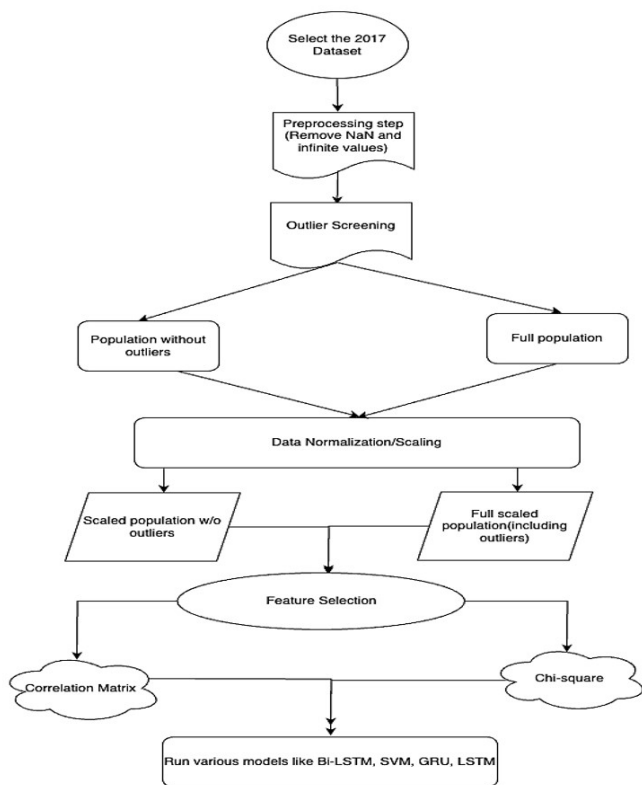 Select the 2017
Dataset
Preprocessing step
(Remove NaN and
infinite values)
Outlier Screening
Population without
outliers
Full population
Data Normalization/Scaling
Scaled population w/o
outliers
Full scaled
population(including
outliers)
Feature Selection
Correlation Matrix
Chi-square
Run various models like Bi-LSTM, SVM, GRU, LSTM